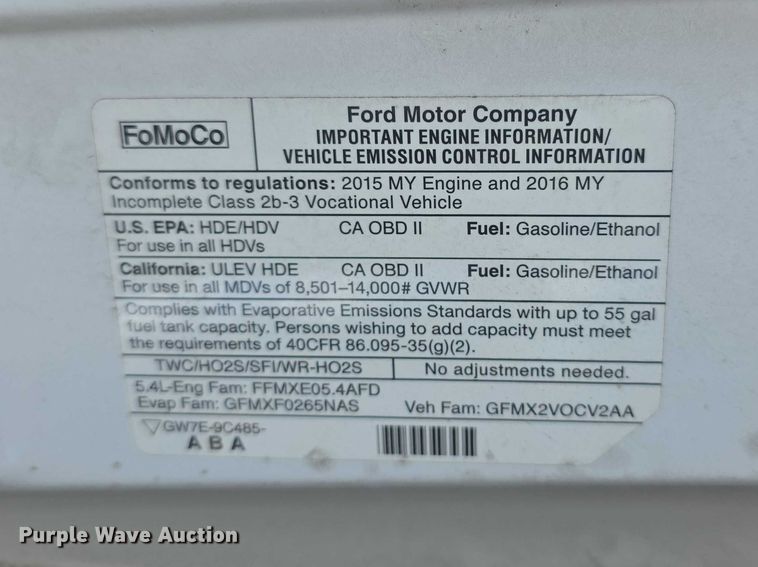 FoMoCo
Ford Motor Company
IMPORTANT ENGINE INFORMATION/
VEHICLE EMISSION CONTROL INFORMATION
Conforms to regulations: 2015 MY Engine and 2016 MY
Incomplete Class 2b-3 Vocational Vehicle
U.S. EPA: HDE/HDV CA OBD II Fuel: Gasoline/Ethanol
For use in all HDVs
California: ULEV HDE CA OBD II Fuel: Gasoline/Ethanol
For use in all MDVs of 8,501–14,000# GVWR
Complies with Evaporative Emissions Standards with up to 55 gal
fuel tank capacity. Persons wishing to add capacity must meet
the requirements of 40CFR 86.095-35(g)(2).
TWC/HO2S/SFI/WR-HO2S No adjustments needed.
5.4L-Eng Fam: FFMXE05.4AFD
Evap Fam: GFMXF0265NAS Veh Fam: GFMX2VOCV2AA
GW7E-9C485-
A B A
Purple Wave Auction